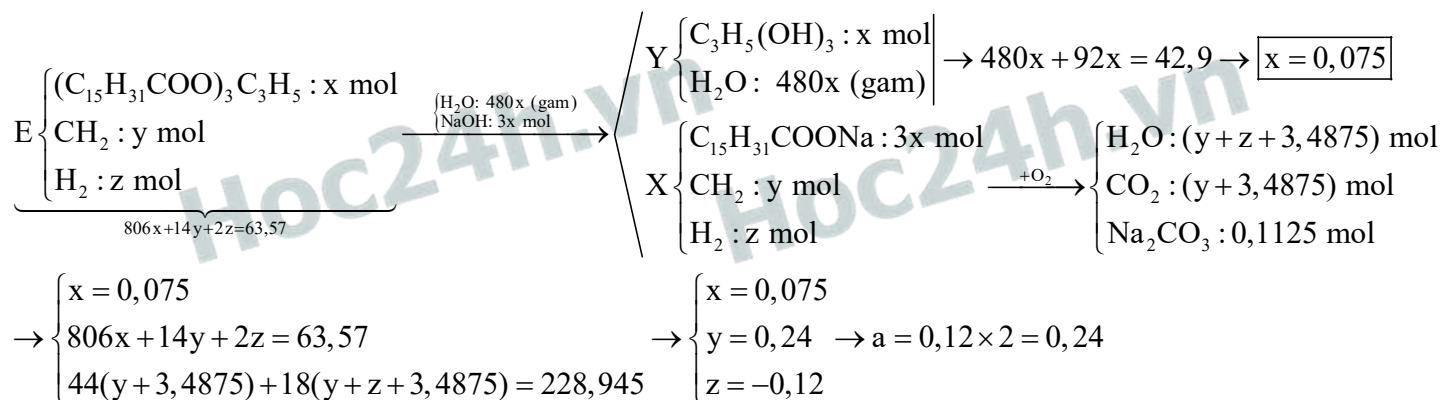 E { (C₁₅H₃₁COO)₃C₃H₅ : x mol
CH₂ : y mol
H₂ : z mol
806x+14y+2z=63,57
{ H₂O: 480x (gam)
NaOH: 3x mol
→
Y { C₃H₅(OH)₃ : x mol
H₂O : 480x (gam) | → 480x + 92x = 42,9 → x = 0,075
X { C₁₅H₃₁COONa : 3x mol
CH₂ : y mol
H₂ : z mol
+O₂ →
{ H₂O : (y + z + 3,4875) mol
CO₂ : (y + 3,4875) mol
Na₂CO₃ : 0,1125 mol
→ { x = 0,075
806x + 14y + 2z = 63,57
44(y + 3,4875) + 18(y + z + 3,4875) = 228,945
→ { x = 0,075
y = 0,24 → a = 0,12 × 2 = 0,24
z = −0,12
Hoc24h.vn
Hoc24h.vn